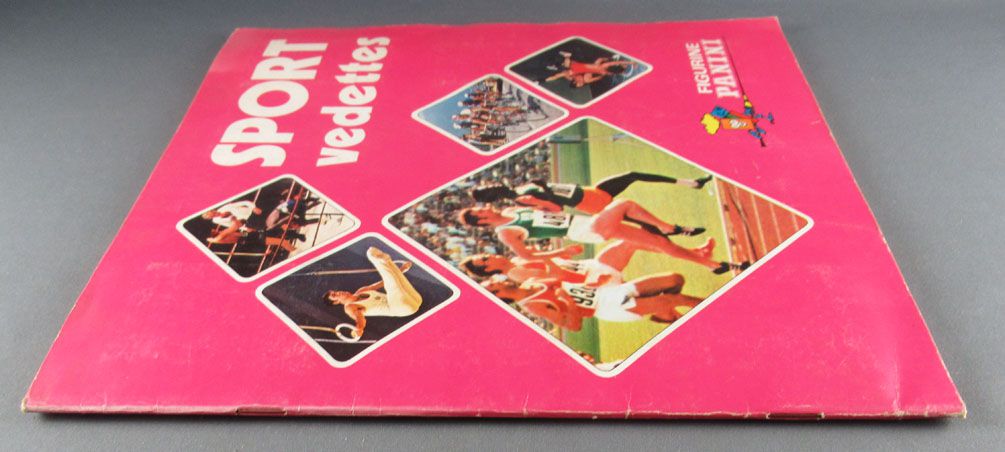 SPORT
vedettes
FIGURINE
PANINI